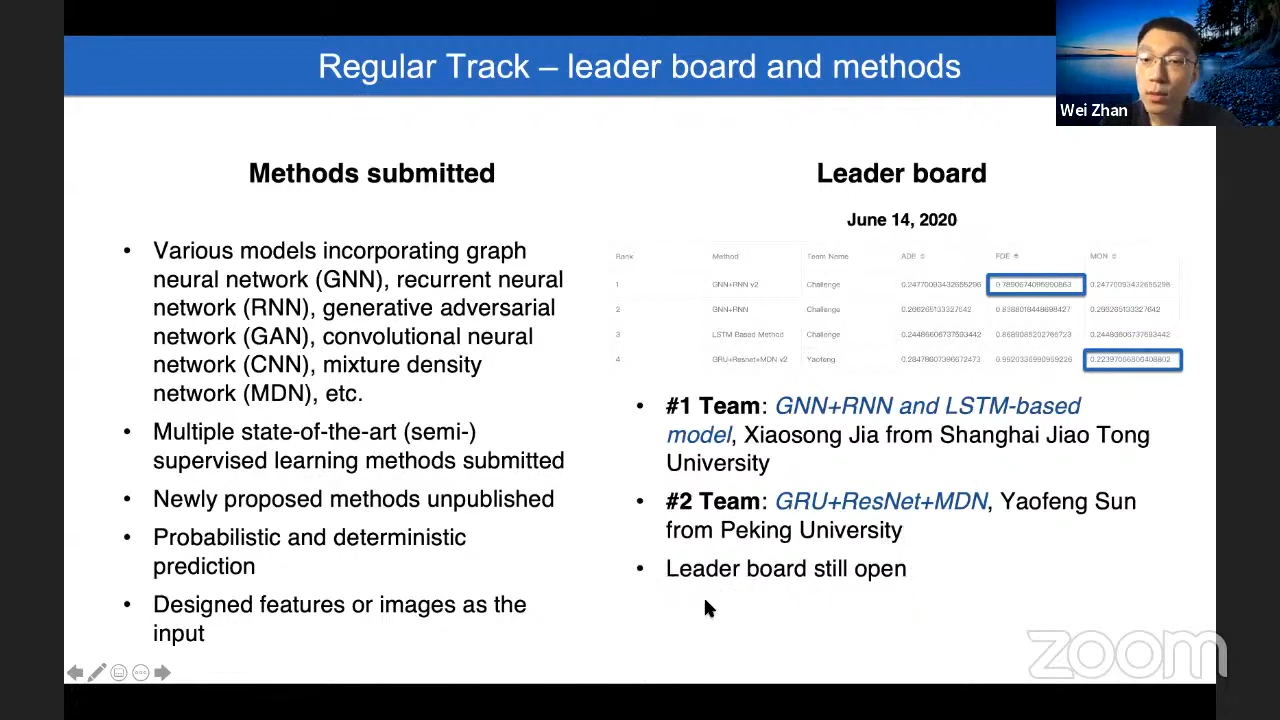 Regular Track – leader board and methods
Wei Zhan
Methods submitted
• Various models incorporating graph
neural network (GNN), recurrent neural
network (RNN), generative adversarial
network (GAN), convolutional neural
network (CNN), mixture density
network (MDN), etc.
• Multiple state-of-the-art (semi-)
supervised learning methods submitted
• Newly proposed methods unpublished
• Probabilistic and deterministic
prediction
• Designed features or images as the
input
Leader board
June 14, 2020
Rank Method Team Name ADE FDE MON
1 GNN+RNN v2 Challenge
2 GNN+RNN Challenge
3 LSTM Based Method Challenge
4 GRU+Resnet+MDN v2 Yaofeng
• #1 Team: GNN+RNN and LSTM-based
model, Xiaosong Jia from Shanghai Jiao Tong
University
• #2 Team: GRU+ResNet+MDN, Yaofeng Sun
from Peking University
• Leader board still open
zoom